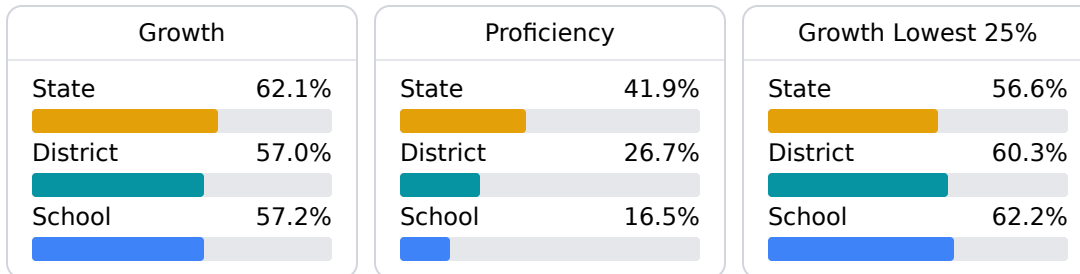 Growth
State 62.1%
District 57.0%
School 57.2%
Proficiency
State 41.9%
District 26.7%
School 16.5%
Growth Lowest 25%
State 56.6%
District 60.3%
School 62.2%